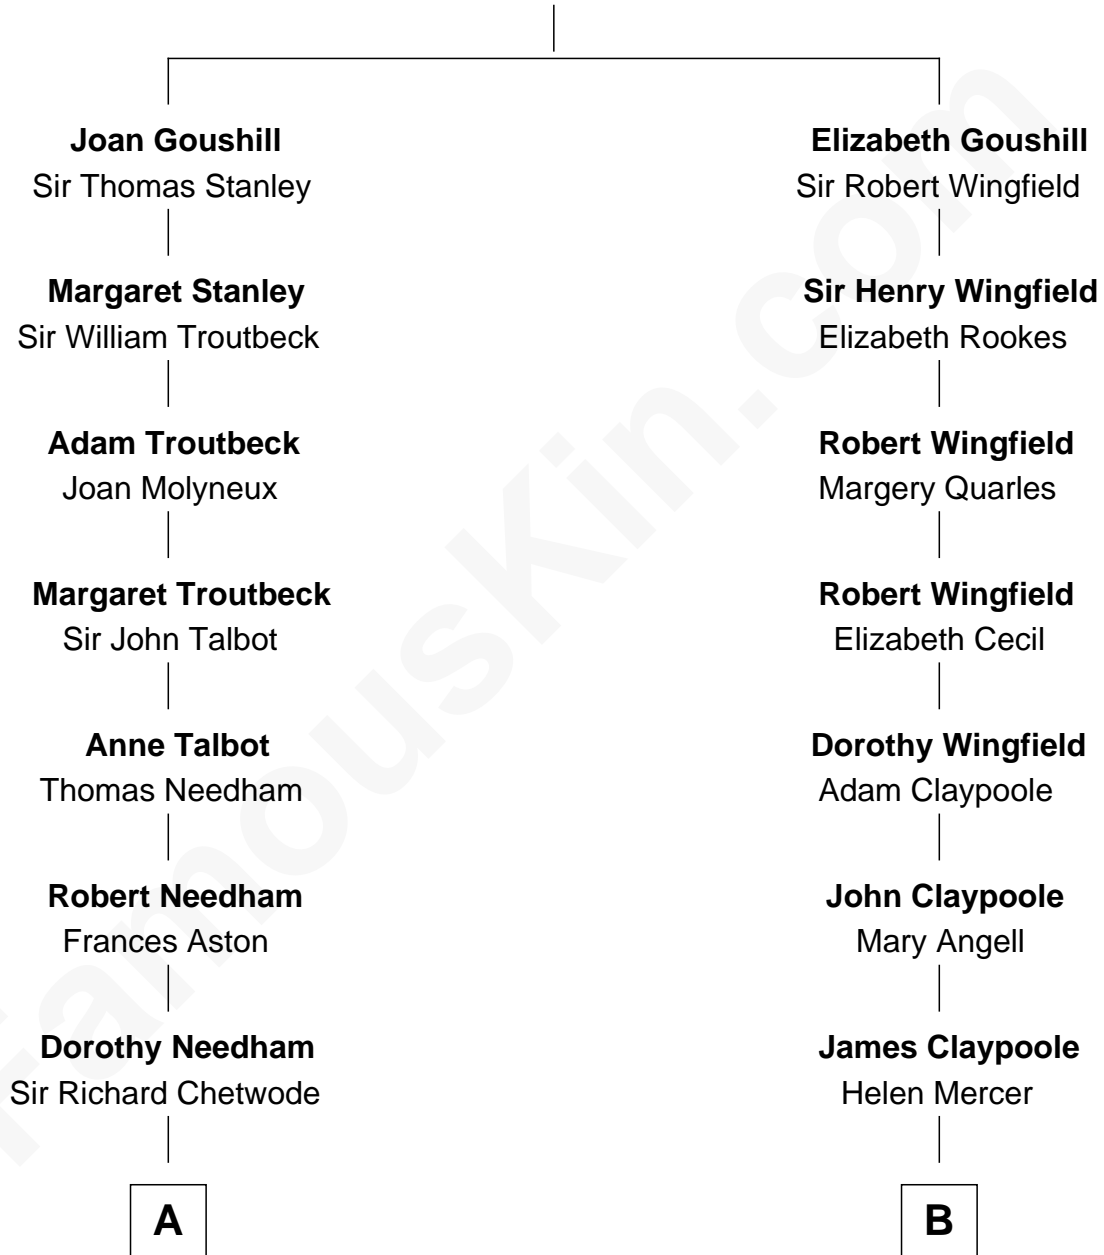 Joan Goushill
Sir Thomas Stanley
Margaret Stanley
Sir William Troutbeck
Adam Troutbeck
Joan Molyneux
Margaret Troutbeck
Sir John Talbot
Anne Talbot
Thomas Needham
Robert Needham
Frances Aston
Dorothy Needham
Sir Richard Chetwode
A
Elizabeth Goushill
Sir Robert Wingfield
Sir Henry Wingfield
Elizabeth Rookes
Robert Wingfield
Margery Quarles
Robert Wingfield
Elizabeth Cecil
Dorothy Wingfield
Adam Claypoole
John Claypoole
Mary Angell
James Claypoole
Helen Mercer
B
FamousKin.com